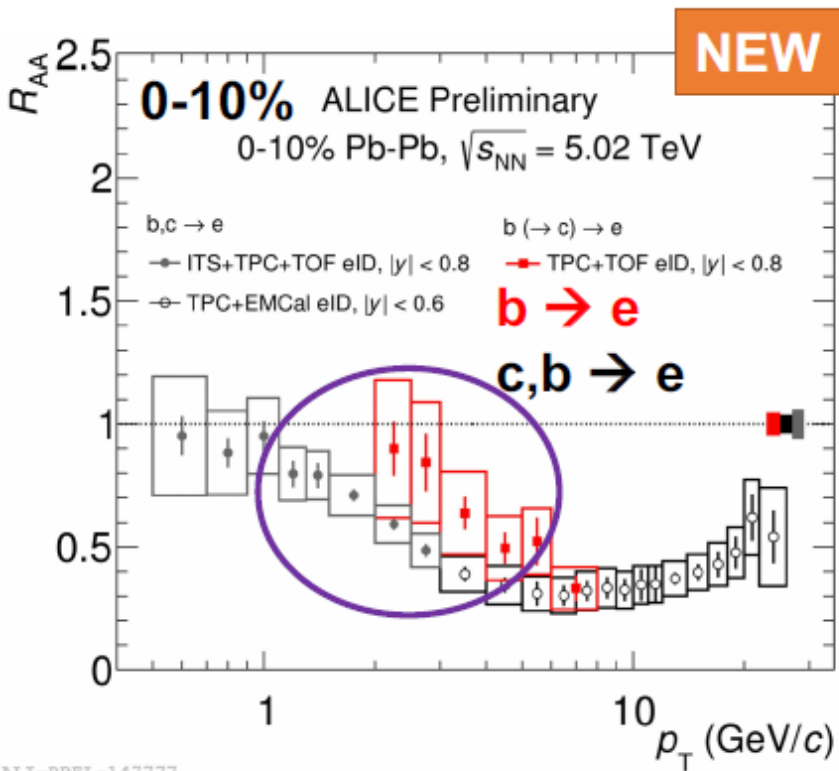 NEW
R_AA
2.5
0-10% ALICE Preliminary
0-10% Pb-Pb, √s_NN = 5.02 TeV
2
b,c → e
b (→ c) → e
ITS+TPC+TOF eID, |y| < 0.8
TPC+TOF eID, |y| < 0.8
TPC+EMCal eID, |y| < 0.6
1.5
b → e
c,b → e
1
0.5
0
1
10
p_T (GeV/c)